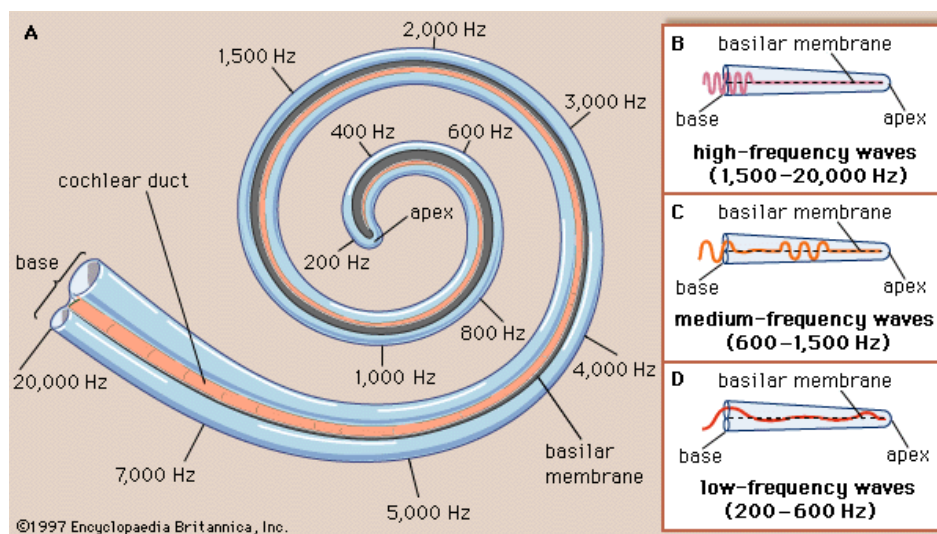 A
2,000 Hz
1,500 Hz
3,000 Hz
400 Hz
600 Hz
cochlear duct
apex
200 Hz
base
800 Hz
20,000 Hz
1,000 Hz
4,000 Hz
7,000 Hz
basilar
membrane
5,000 Hz
©1997 Encyclopaedia Britannica, Inc.
B
basilar membrane
base
apex
high-frequency waves
(1,500–20,000 Hz)
C
basilar membrane
base
apex
medium-frequency waves
(600–1,500 Hz)
D
basilar membrane
base
apex
low-frequency waves
(200–600 Hz)